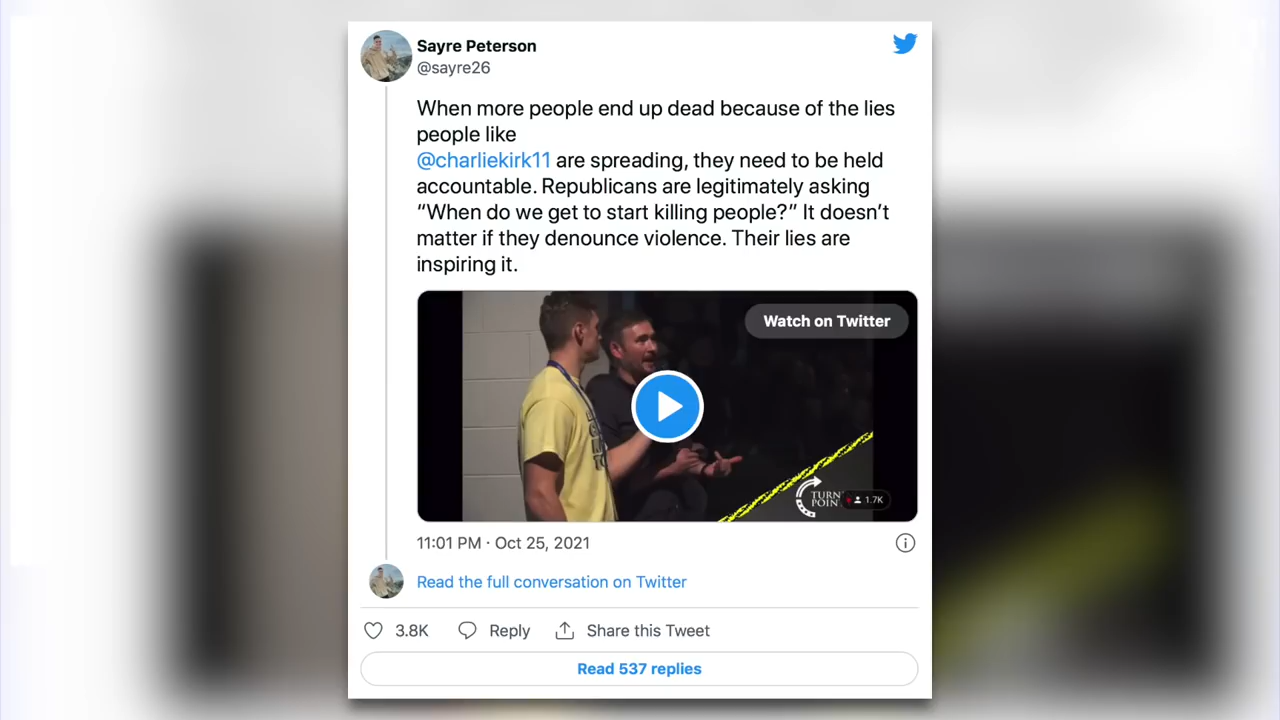 Sayre Peterson
@sayre26
When more people end up dead because of the lies
people like
@charliekirk11 are spreading, they need to be held
accountable. Republicans are legitimately asking
“When do we get to start killing people?” It doesn’t
matter if they denounce violence. Their lies are
inspiring it.
Watch on Twitter
TURN
POIN
1.7K
11:01 PM · Oct 25, 2021
Read the full conversation on Twitter
3.8K
Reply
Share this Tweet
Read 537 replies